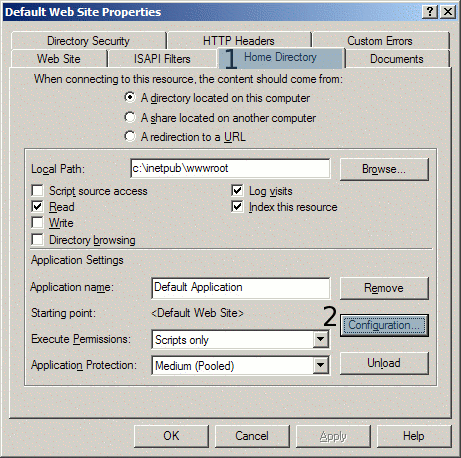 Default Web Site Properties
Directory Security HTTP Headers Custom Errors
Web Site ISAPI Filters 1 Home Directory Documents
When connecting to this resource, the content should come from:
A directory located on this computer
A share located on another computer
A redirection to a URL
Local Path: c:\inetpub\wwwroot Browse...
Script source access Log visits
Read Index this resource
Write
Directory browsing
Application Settings
Application name: Default Application Remove
Starting point: <Default Web Site> 2 Configuration...
Execute Permissions: Scripts only
Application Protection: Medium (Pooled) Unload
OK Cancel Apply Help